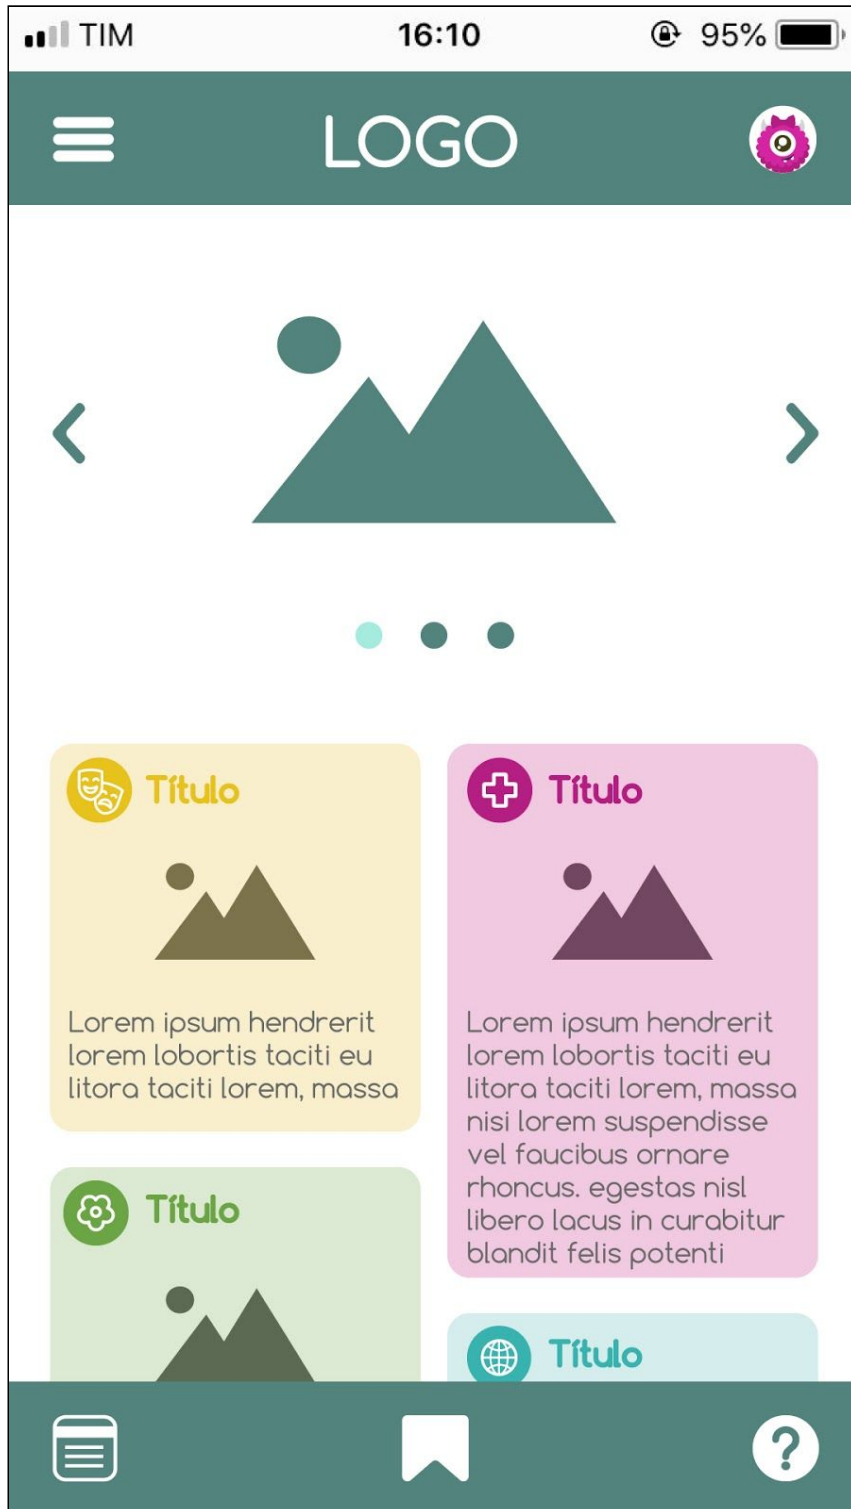 TIM 16:10 95%
LOGO
Título
Lorem ipsum hendrerit
lorem lobortis taciti eu
litora taciti lorem, massa
Título
Lorem ipsum hendrerit
lorem lobortis taciti eu
litora taciti lorem, massa
nisi lorem suspendisse
vel faucibus ornare
rhoncus. egestas nisl
libero lacus in curabitur
blandit felis potenti
Título
Título
?